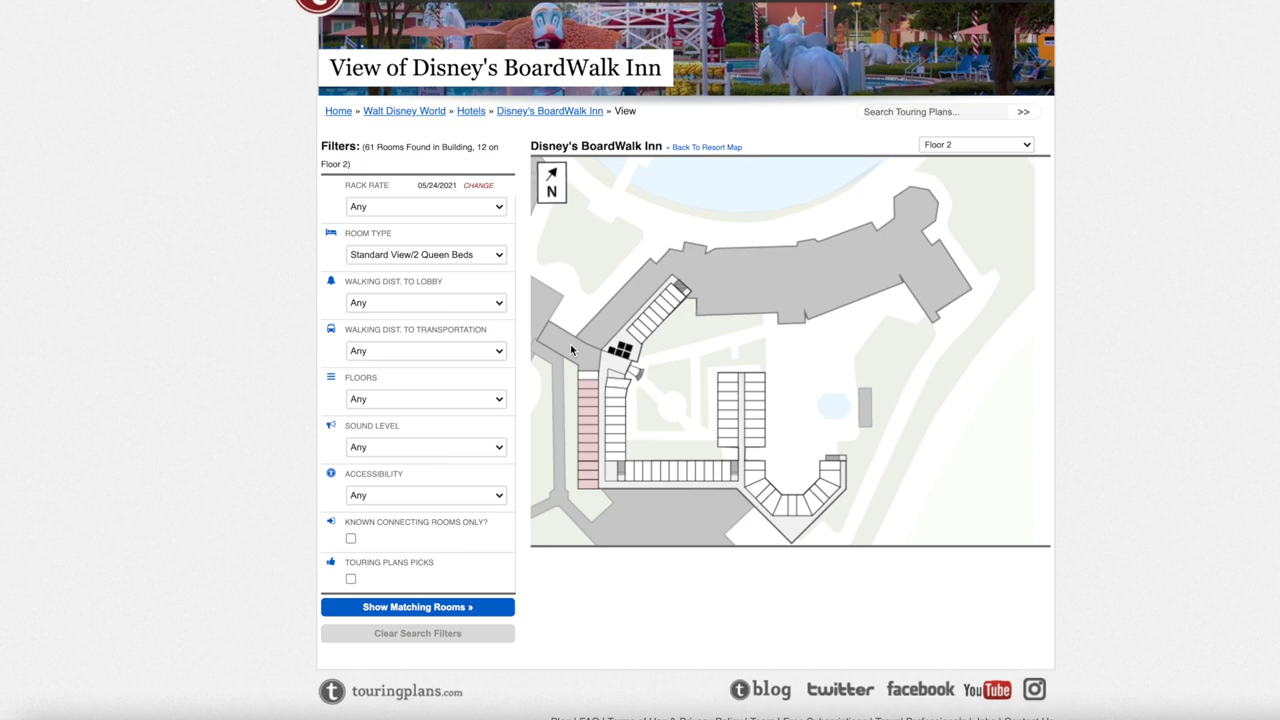 View of Disney's BoardWalk Inn
Home » Walt Disney World » Hotels » Disney's BoardWalk Inn » View
Search Touring Plans... >>
Filters: (61 Rooms Found in Building, 12 on
Floor 2)
Disney's BoardWalk Inn « Back To Resort Map
Floor 2
N
RACK RATE 05/24/2021 CHANGE
Any
ROOM TYPE
Standard View/2 Queen Beds
WALKING DIST. TO LOBBY
Any
WALKING DIST. TO TRANSPORTATION
Any
FLOORS
Any
SOUND LEVEL
Any
ACCESSIBILITY
Any
KNOWN CONNECTING ROOMS ONLY?
TOURING PLANS PICKS
Show Matching Rooms »
Clear Search Filters
t touringplans.com
t blog twitter facebook YouTube